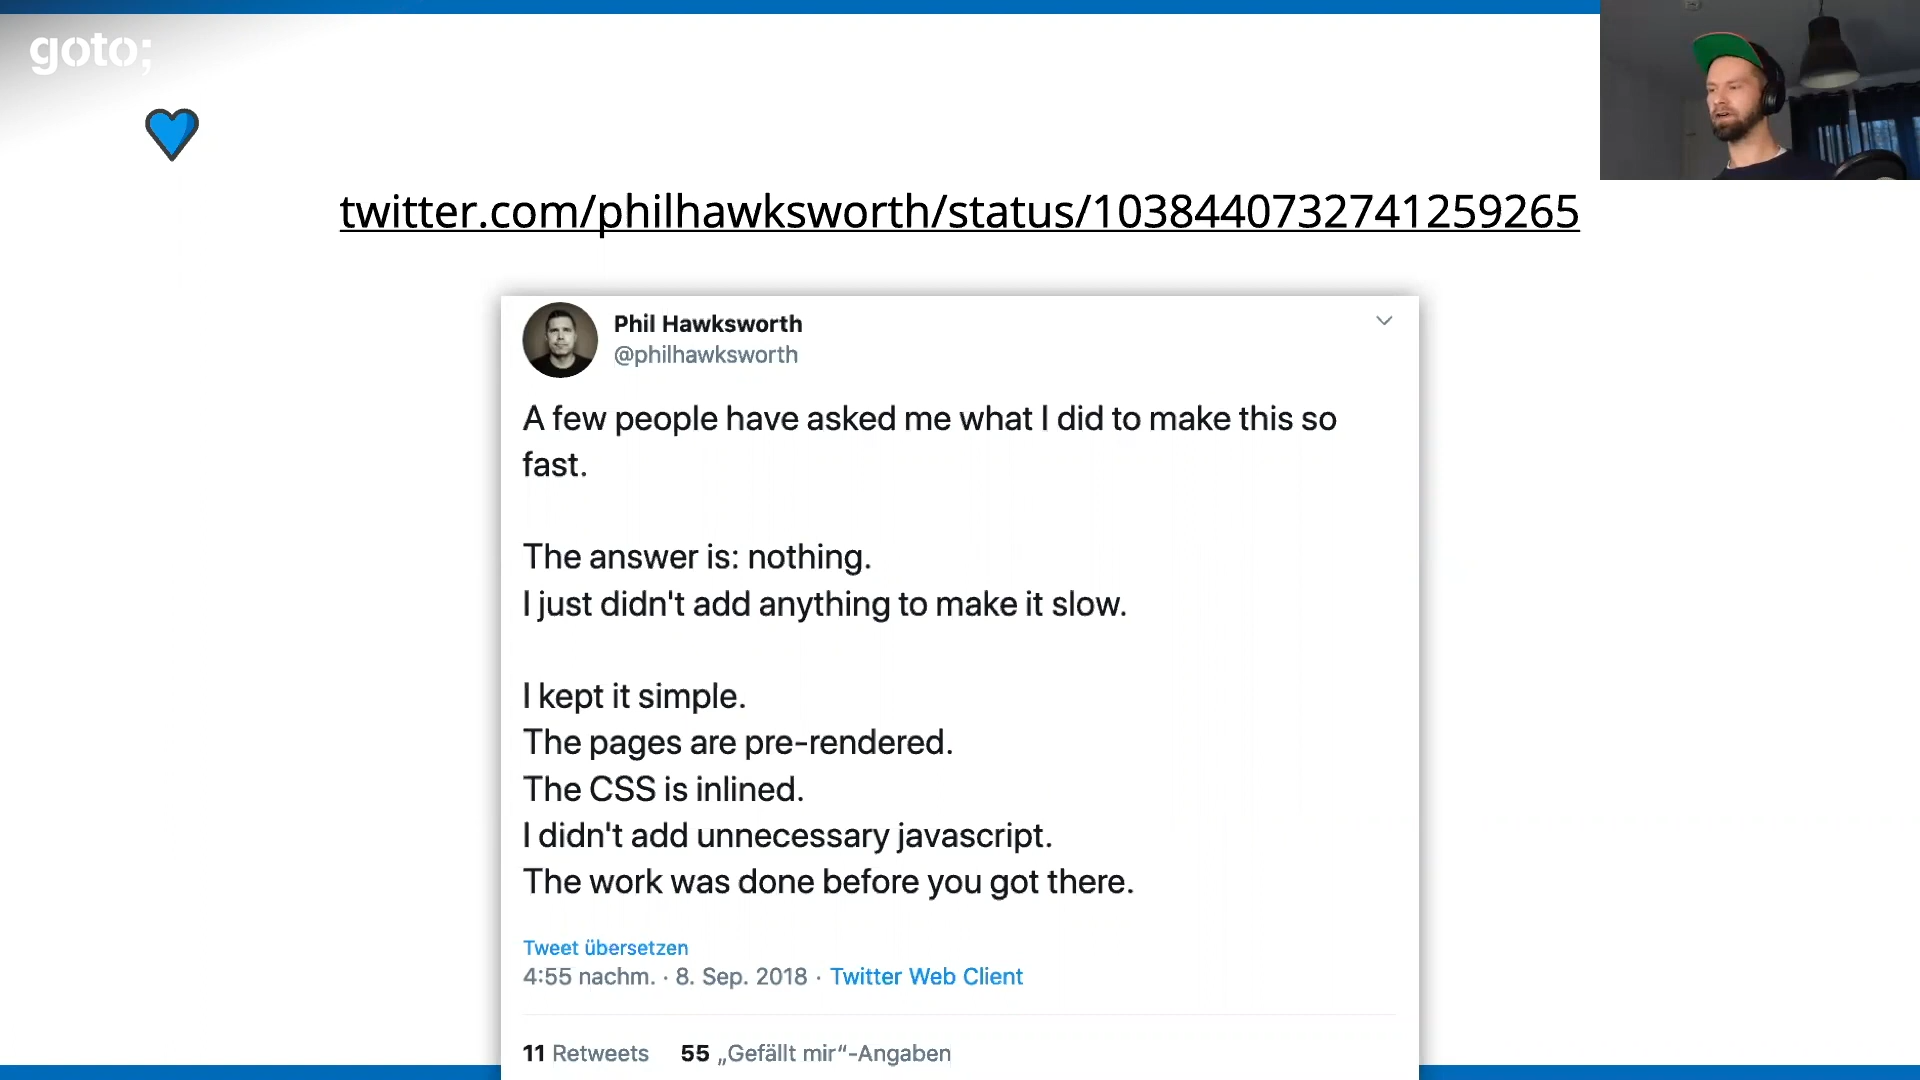 goto;
twitter.com/philhawksworth/status/1038440732741259265
Phil Hawksworth
@philhawksworth
A few people have asked me what I did to make this so
fast.
The answer is: nothing.
I just didn't add anything to make it slow.
I kept it simple.
The pages are pre-rendered.
The CSS is inlined.
I didn't add unnecessary javascript.
The work was done before you got there.
Tweet übersetzen
4:55 nachm. · 8. Sep. 2018 · Twitter Web Client
11 Retweets 55 „Gefällt mir“-Angaben